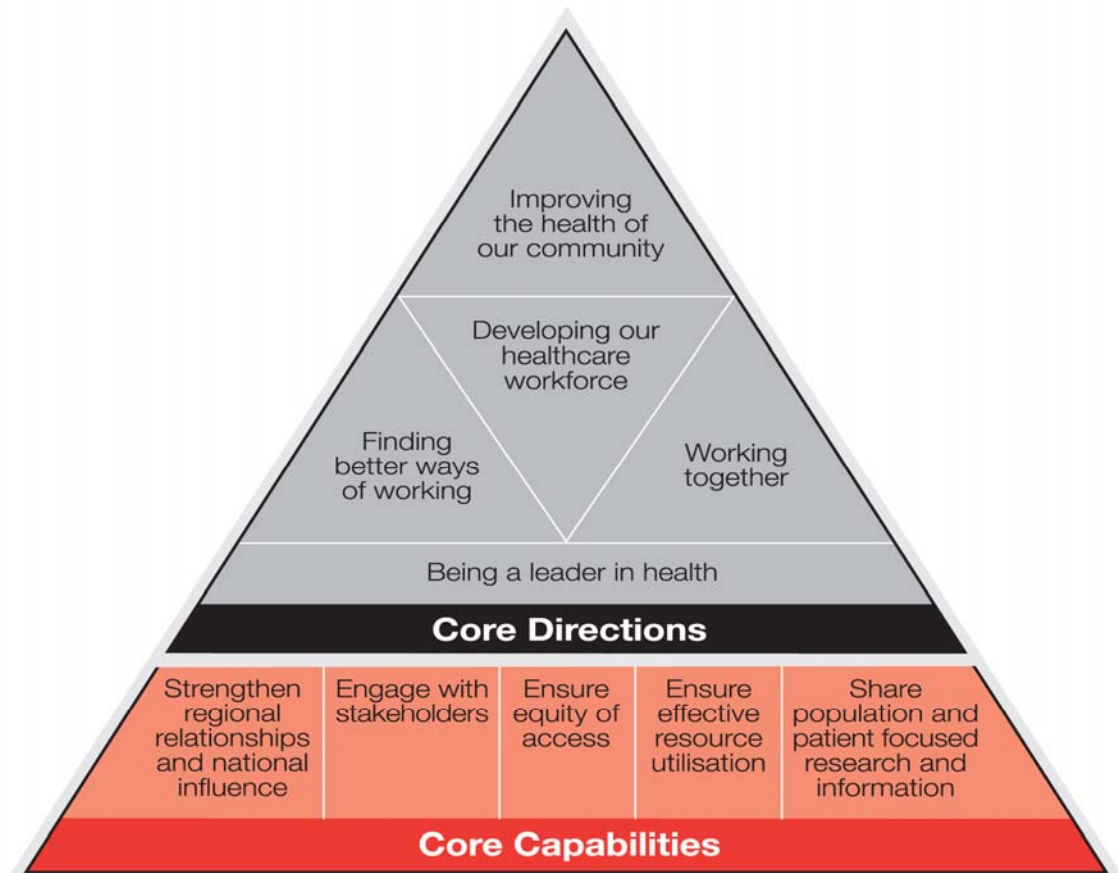 Improving
the health of
our community
Developing our
healthcare
workforce
Finding
better ways
of working
Working
together
Being a leader in health
Core Directions
Strengthen
regional
relationships
and national
influence
Engage with
stakeholders
Ensure
equity of
access
Ensure
effective
resource
utilisation
Share
population and
patient focused
research and
information
Core Capabilities